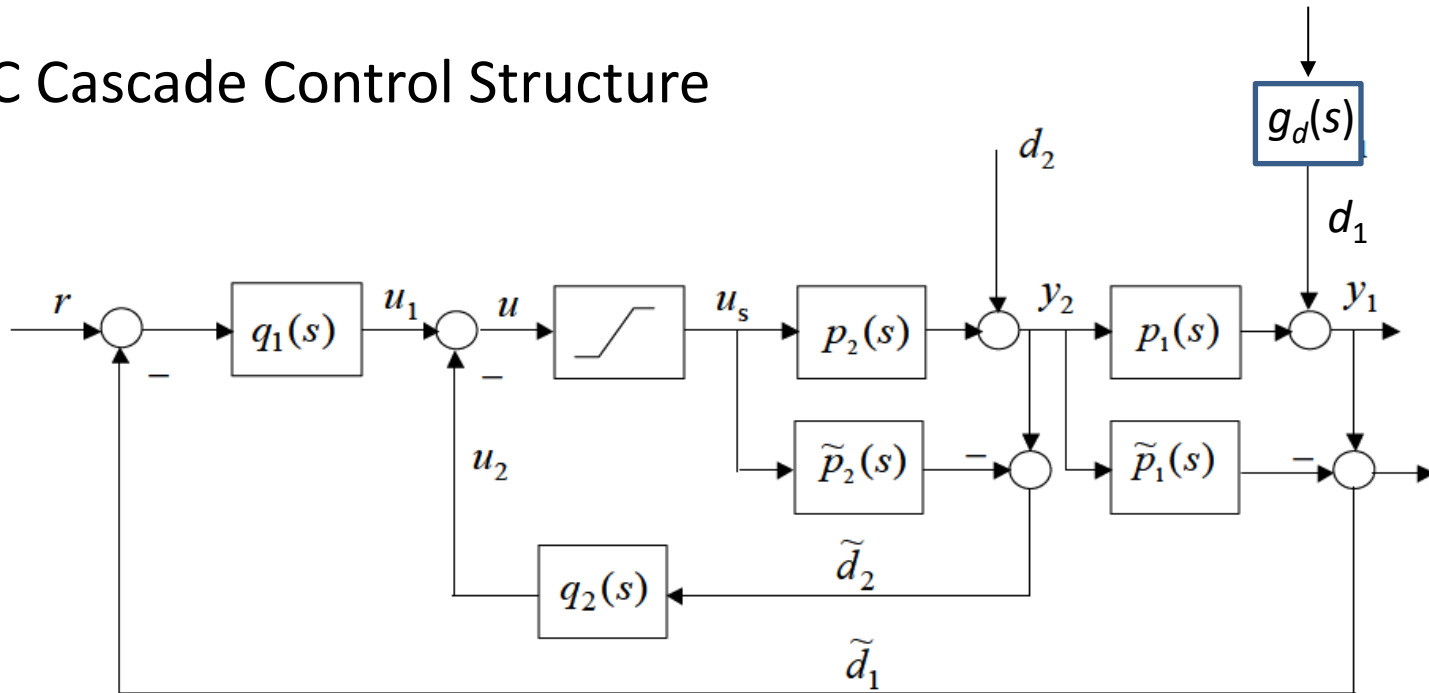 C Cascade Control Structure
g_d(s)
d_2
d_1
r
q_1(s)
u_1
u
u_s
p_2(s)
y_2
p_1(s)
y_1
−
−
u_2
p̃_2(s)
−
p̃_1(s)
−
q_2(s)
d̃_2
d̃_1